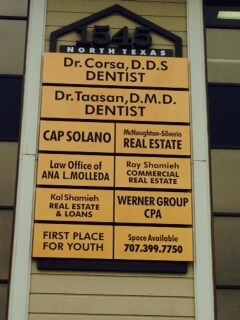 1545
NORTH TEXAS
Dr. Corsa, D.D.S
DENTIST
Dr. Taasan, D.M.D.
DENTIST
CAP SOLANO
McNaughton-Silverio
REAL ESTATE
Law Office of
ANA L. MOLLEDA
Ray Shamieh
COMMERCIAL
REAL ESTATE
Kal Shamieh
REAL ESTATE
& LOANS
WERNER GROUP
CPA
FIRST PLACE
FOR YOUTH
Space Available
707.399.7750